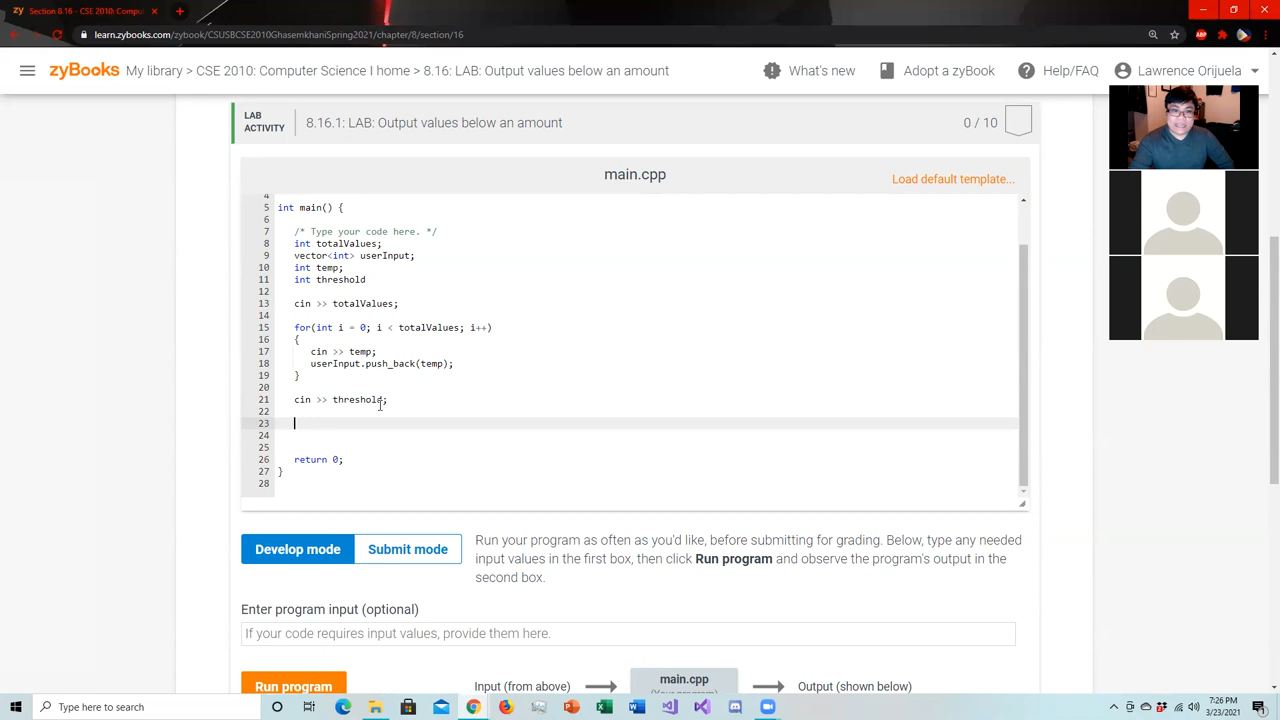 Section 8.16 - CSE 2010: Comput
learn.zybooks.com/zybook/CSUSBCSE2010GhasemkhaniSpring2021/chapter/8/section/16
zyBooks My library > CSE 2010: Computer Science I home > 8.16: LAB: Output values below an amount What's new Adopt a zyBook Help/FAQ Lawrence Orijuela
LAB ACTIVITY 8.16.1: LAB: Output values below an amount 0 / 10
main.cpp Load default template...
4
5 int main() {
6
7 /* Type your code here. */
8 int totalValues;
9 vector<int> userInput;
10 int temp;
11 int threshold
12
13 cin >> totalValues;
14
15 for(int i = 0; i < totalValues; i++)
16 {
17 cin >> temp;
18 userInput.push_back(temp);
19 }
20
21 cin >> threshold;
22
23
24
25
26 return 0;
27 }
28
Develop mode Submit mode
Run your program as often as you'd like, before submitting for grading. Below, type any needed
input values in the first box, then click Run program and observe the program's output in the
second box.
Enter program input (optional)
If your code requires input values, provide them here.
Run program Input (from above) main.cpp Output (shown below)
(Your program)
Type here to search
7:26 PM
3/23/2021